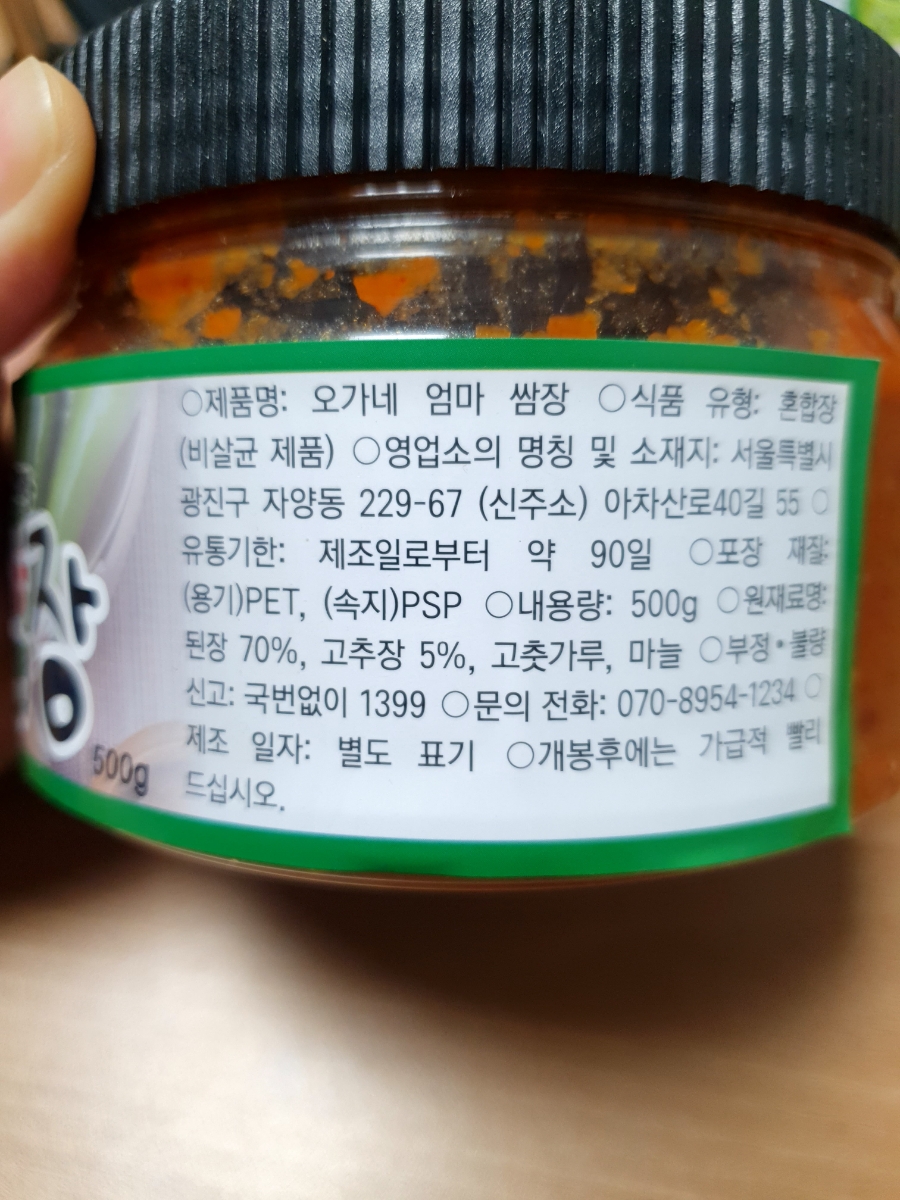 ○제품명: 오가네 엄마 쌈장 ○식품 유형: 혼합장
(비살균 제품) ○영업소의 명칭 및 소재지: 서울특별시
광진구 자양동 229-67 (신주소) 아차산로40길 55 ○
유통기한: 제조일로부터 약 90일 ○포장 재질:
(용기)PET, (속지)PSP ○내용량: 500g ○원재료명:
된장 70%, 고추장 5%, 고춧가루, 마늘 ○부정•불량
신고: 국번없이 1399 ○문의 전화: 070-8954-1234 ○
제조 일자: 별도 표기 ○개봉후에는 가급적 빨리
드십시오.
장
500g